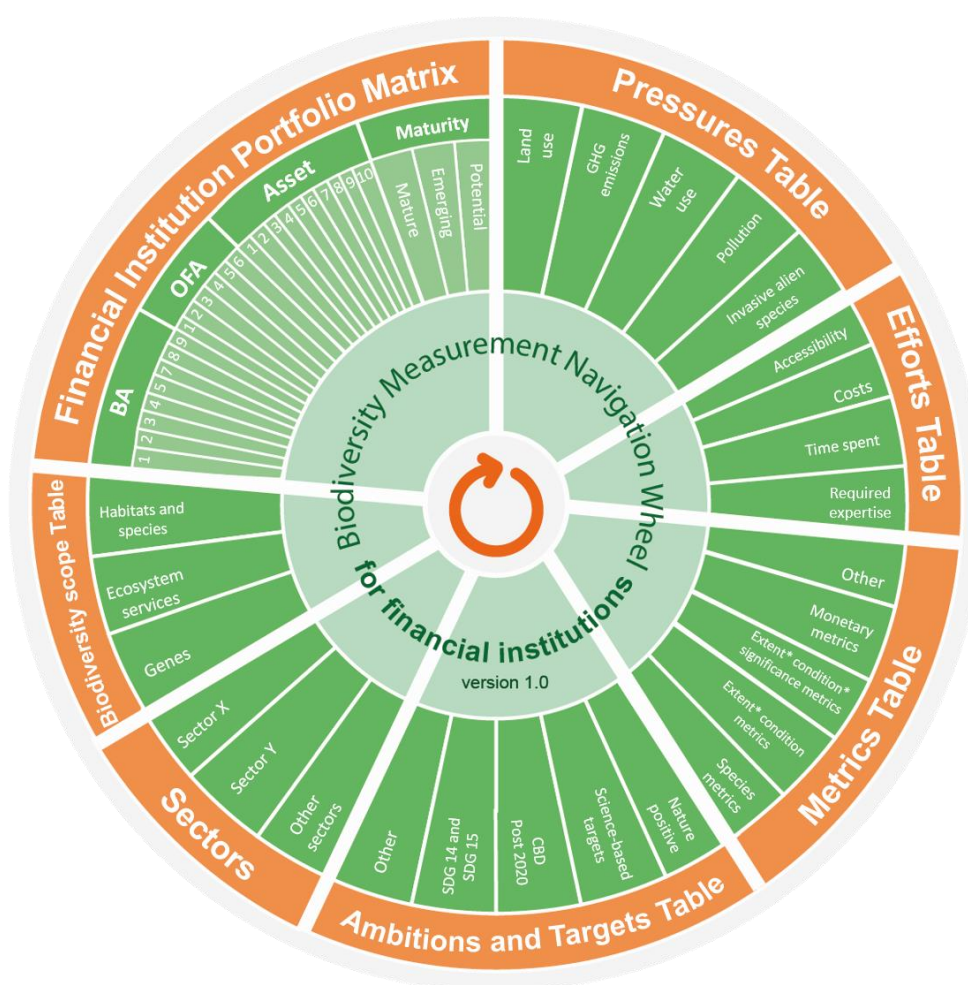 Biodiversity Measurement Navigation Wheel
for financial institutions
version 1.0
Financial Institution Portfolio Matrix
BA
1
2
3
4
5
7
8
9
OFA
1
2
3
4
5
6
Asset
1
2
3
4
5
6
7
8
9
10
Maturity
Mature
Emerging
Potential
Pressures Table
Land
use
GHG
emissions
Water
use
Pollution
Invasive alien
species
Efforts Table
Accessibility
Costs
Time spent
Required
expertise
Metrics Table
Other
Monetary
metrics
Extent* condition*
significance metrics
Extent* condition
metrics
Species
metrics
Ambitions and Targets Table
Nature
positive
Science-based
targets
CBD
Post 2020
SDG 14 and
SDG 15
Other
Sectors
Other
sectors
Sector Y
Sector X
Biodiversity scope Table
Genes
Ecosystem
services
Habitats and
species